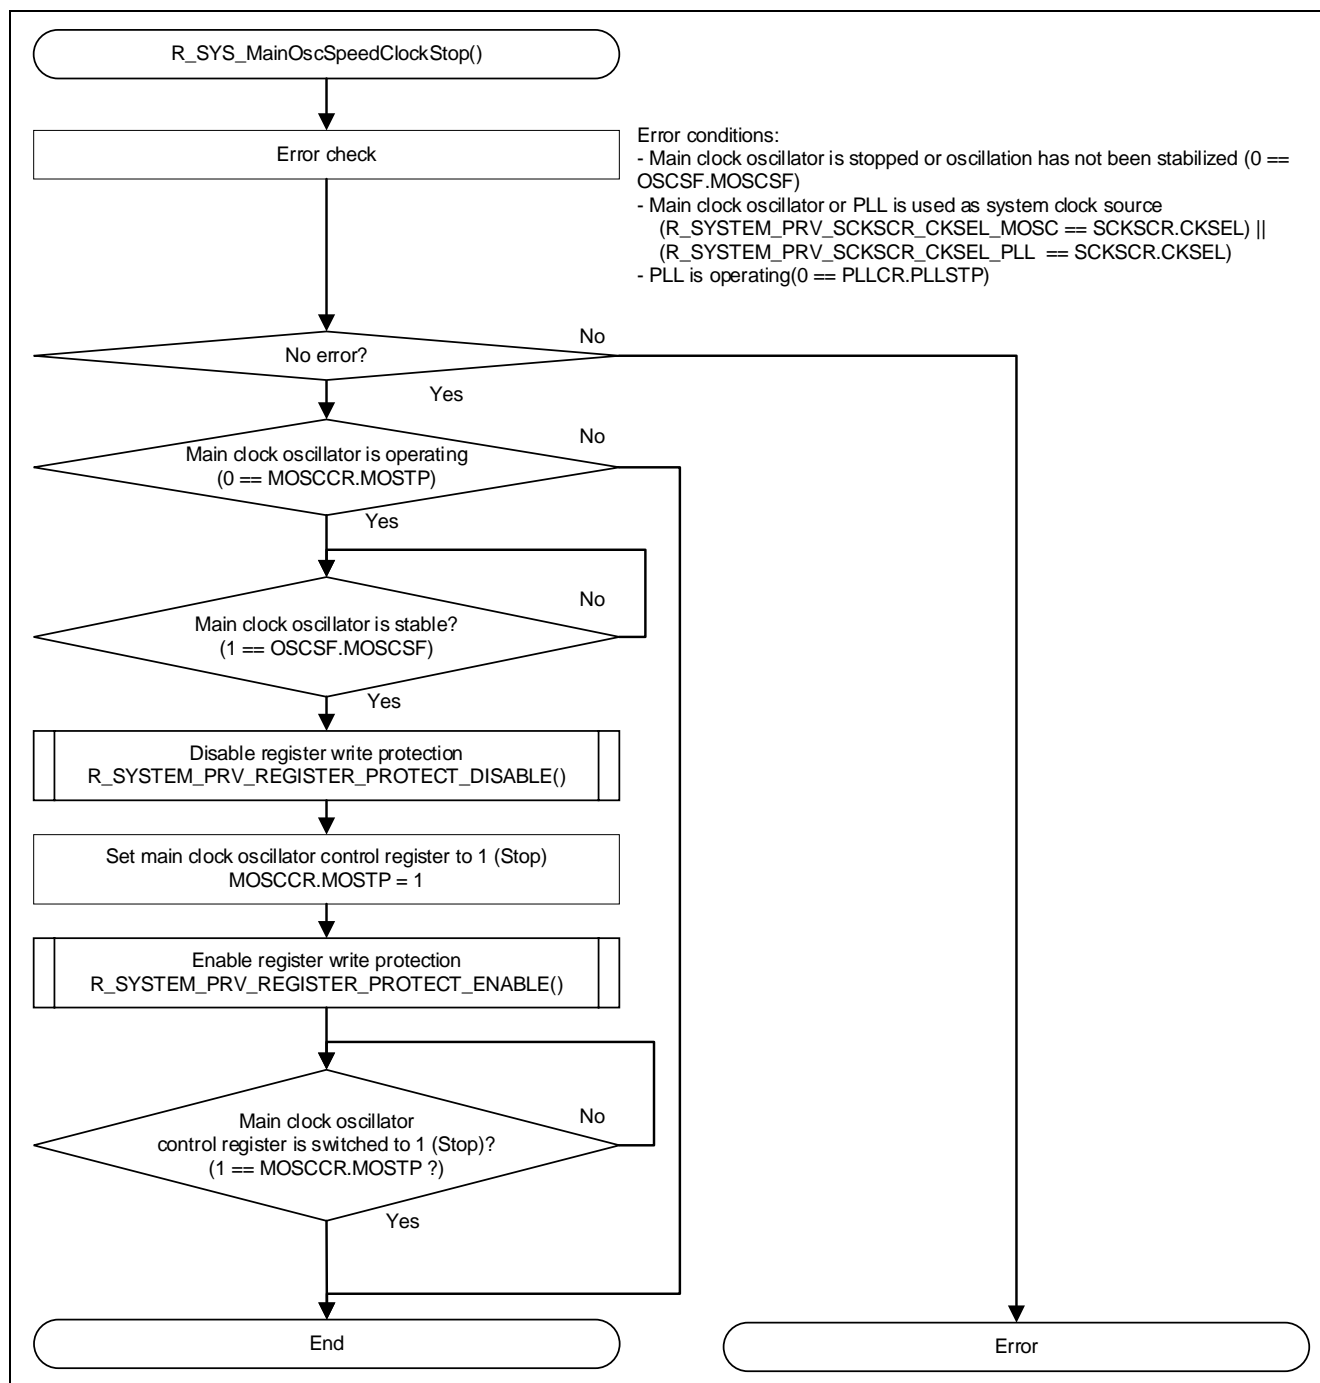 R_SYS_MainOscSpeedClockStop()
Error check
Error conditions:
- Main clock oscillator is stopped or oscillation has not been stabilized (0 ==
OSCSF.MOSCSF)
- Main clock oscillator or PLL is used as system clock source
(R_SYSTEM_PRV_SCKSCR_CKSEL_MOSC == SCKSCR.CKSEL) ||
(R_SYSTEM_PRV_SCKSCR_CKSEL_PLL == SCKSCR.CKSEL)
- PLL is operating(0 == PLLCR.PLLSTP)
No error?
No
Yes
Main clock oscillator is operating
(0 == MOSCCR.MOSTP)
No
Yes
Main clock oscillator is stable?
(1 == OSCSF.MOSCSF)
No
Yes
Disable register write protection
R_SYSTEM_PRV_REGISTER_PROTECT_DISABLE()
Set main clock oscillator control register to 1 (Stop)
MOSCCR.MOSTP = 1
Enable register write protection
R_SYSTEM_PRV_REGISTER_PROTECT_ENABLE()
Main clock oscillator
control register is switched to 1 (Stop)?
(1 == MOSCCR.MOSTP ?)
No
Yes
End
Error